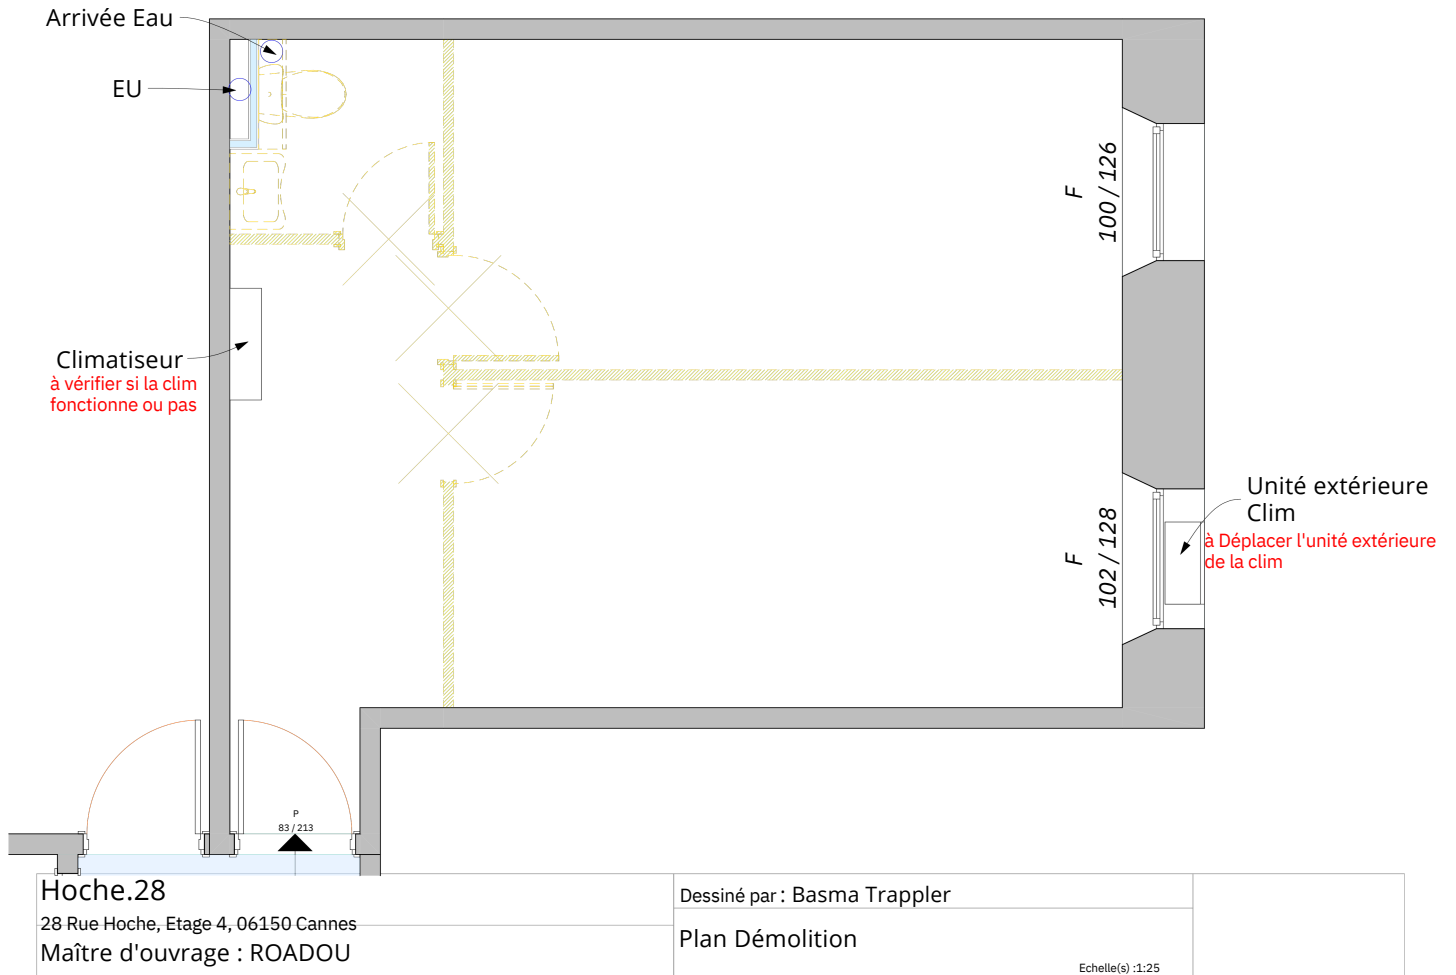 Arrivée Eau
EU
F
100 / 126
Climatiseur
à vérifier si la clim
fonctionne ou pas
F
102 / 128
Unité extérieure
Clim
à Déplacer l'unité extérieure
de la clim
P
83 / 213
Hoche.28
28 Rue Hoche, Etage 4, 06150 Cannes
Maître d'ouvrage : ROADOU
Dessiné par : Basma Trappler
Plan Démolition
Echelle(s) :1:25